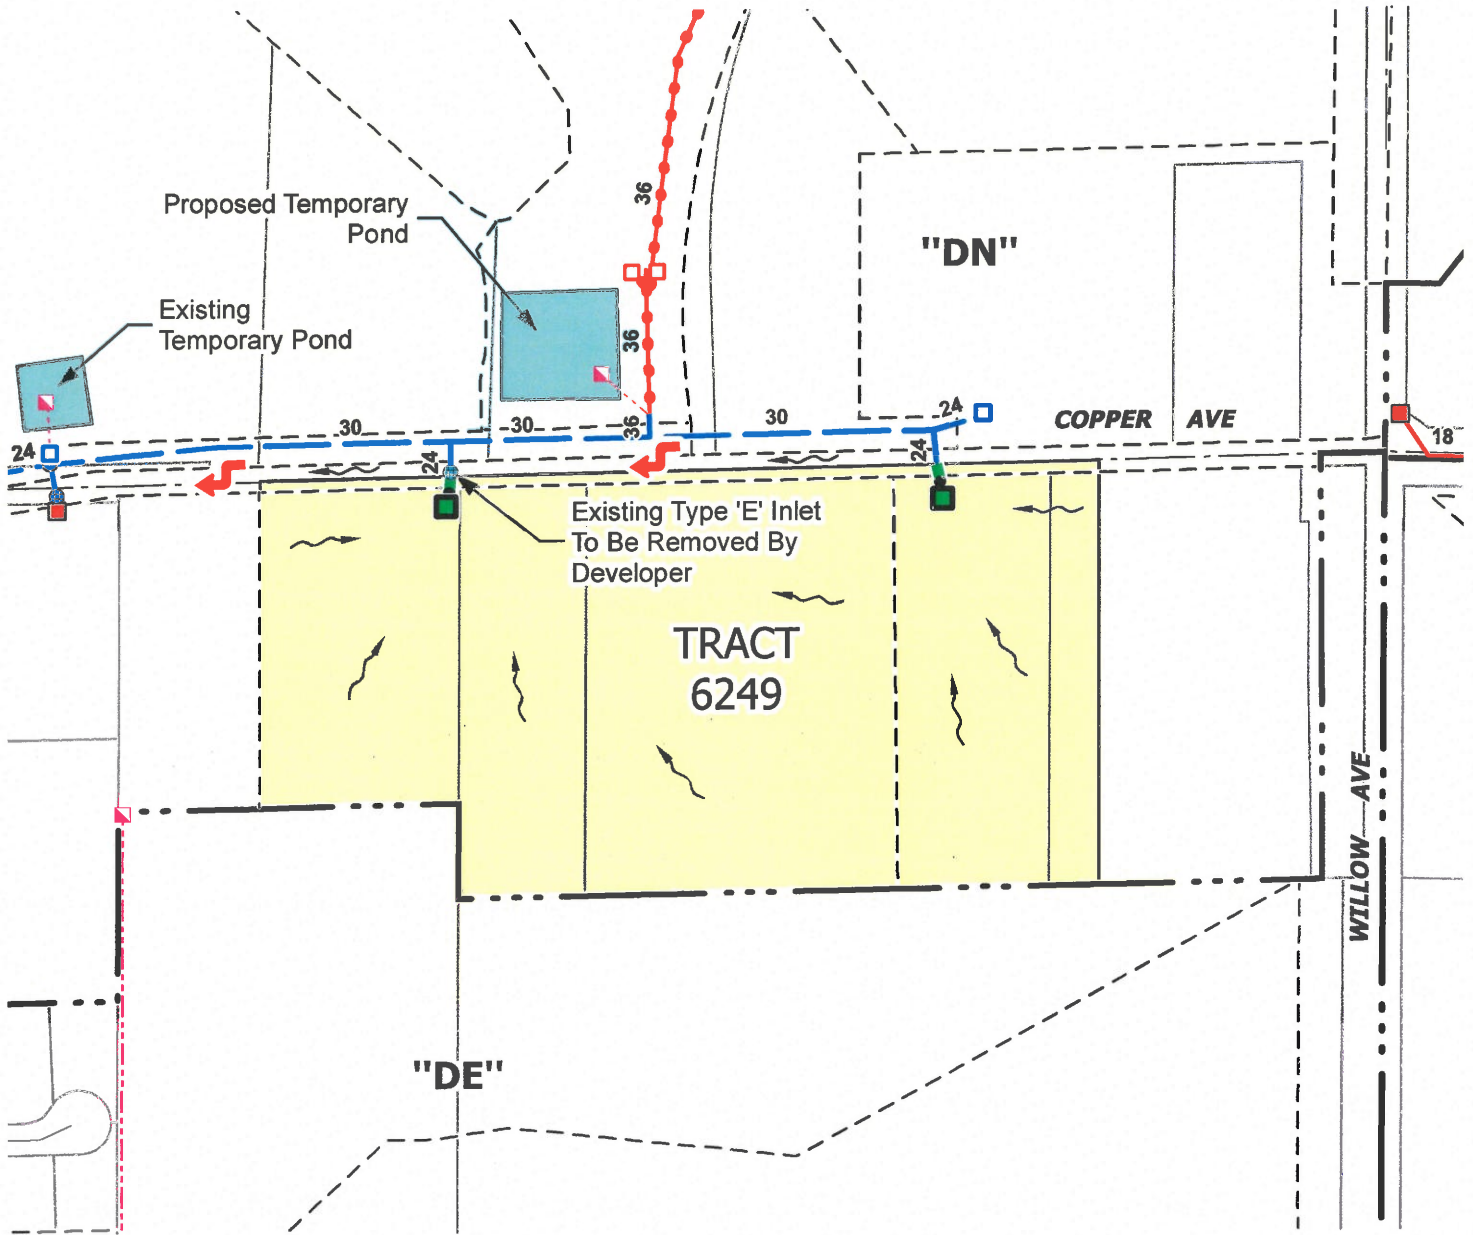 36
Proposed Temporary
Pond
"DN"
Existing
Temporary Pond
36
24
30
30
36
30
24
COPPER AVE
18
24
24
Existing Type 'E' Inlet
To Be Removed By
Developer
TRACT
6249
WILLOW AVE
"DE"